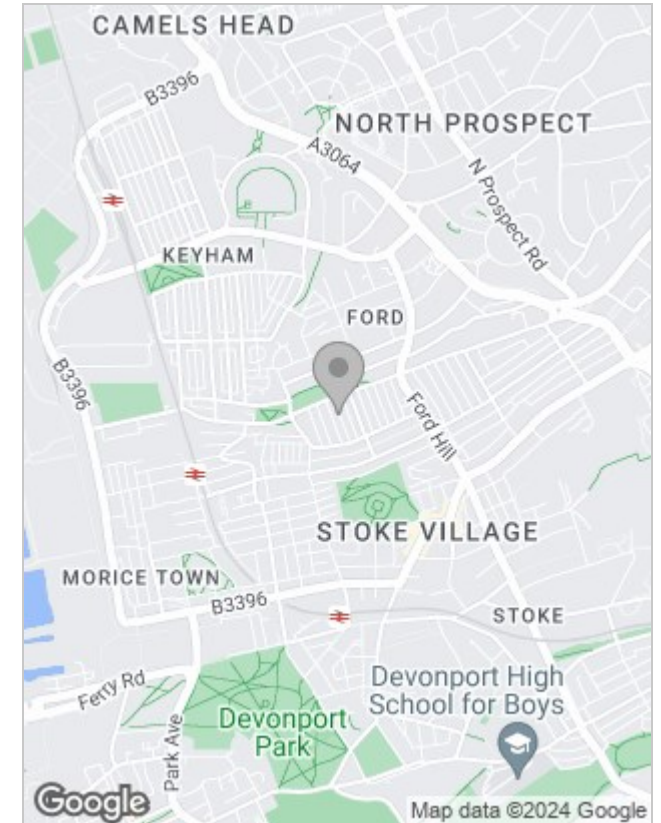 CAMELS HEAD
B3396
NORTH PROSPECT
A3064
N Prospect Rd
KEYHAM
FORD
B3396
Ford Hill
STOKE VILLAGE
MORICE TOWN
B3396
STOKE
Ferry Rd
Devonport High
School for Boys
Devonport
Park
Park Ave
Google
Map data ©2024 Google